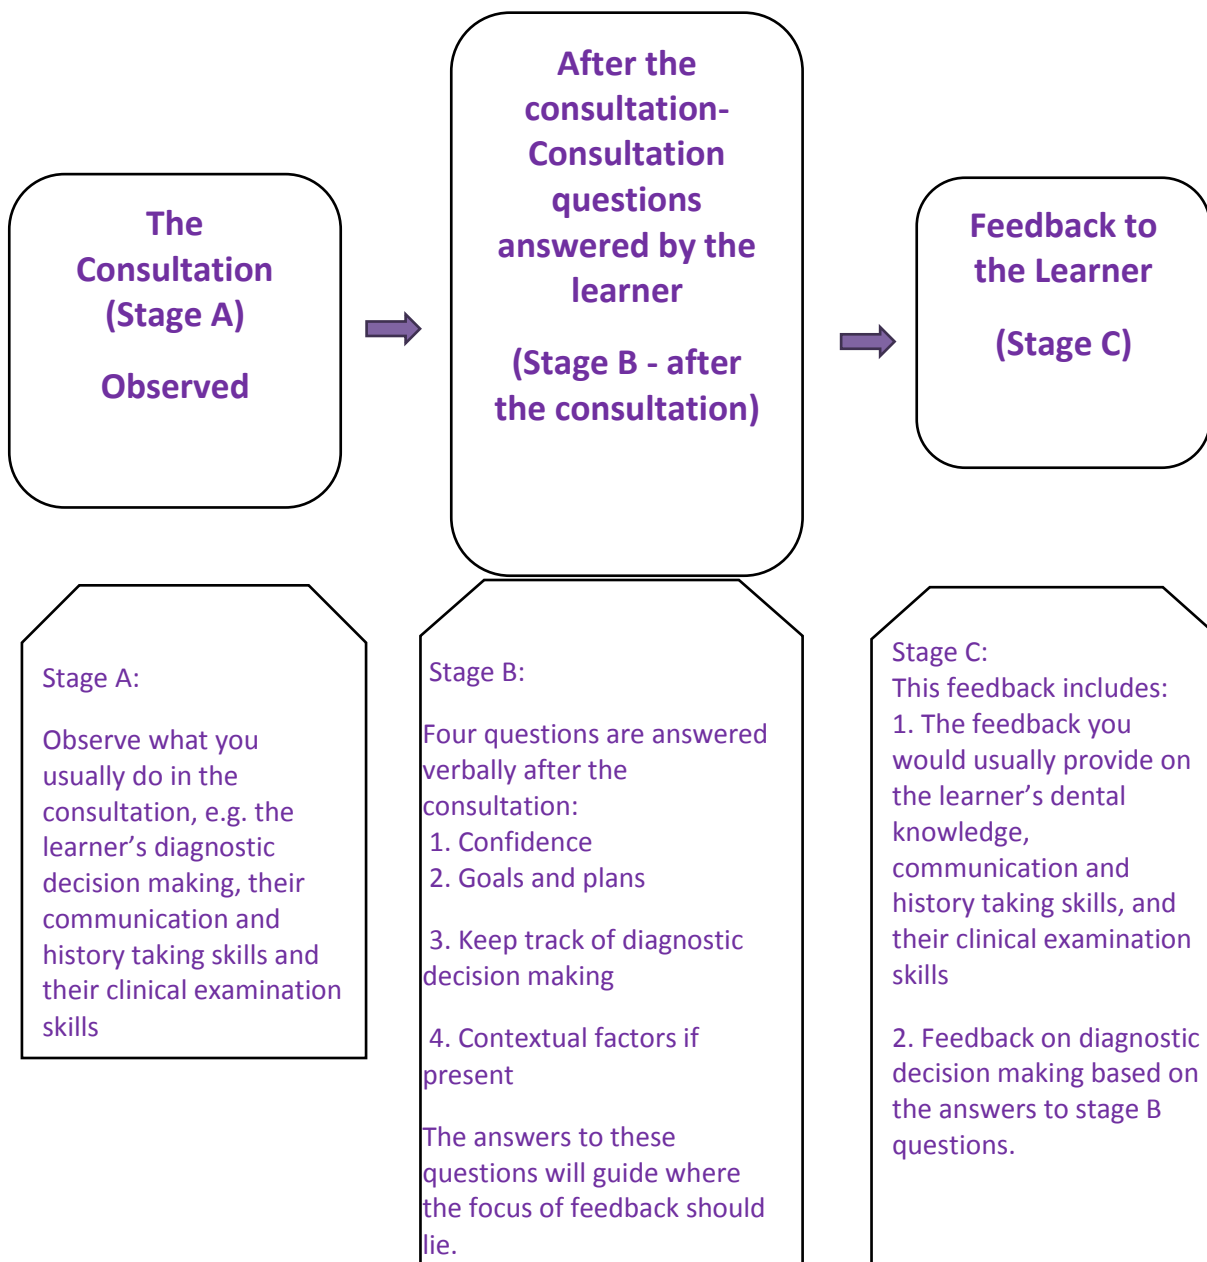 The
Consultation
(Stage A)
Observed
After the
consultation-
Consultation
questions
answered by the
learner
(Stage B - after
the consultation)
Feedback to
the Learner
(Stage C)
Stage A:
Observe what you
usually do in the
consultation, e.g. the
learner’s diagnostic
decision making, their
communication and
history taking skills and
their clinical examination
skills
Stage B:
Four questions are answered
verbally after the
consultation:
1. Confidence
2. Goals and plans
3. Keep track of diagnostic
decision making
4. Contextual factors if
present
The answers to these
questions will guide where
the focus of feedback should
lie.
Stage C:
This feedback includes:
1. The feedback you
would usually provide on
the learner’s dental
knowledge,
communication and
history taking skills, and
their clinical examination
skills
2. Feedback on diagnostic
decision making based on
the answers to stage B
questions.